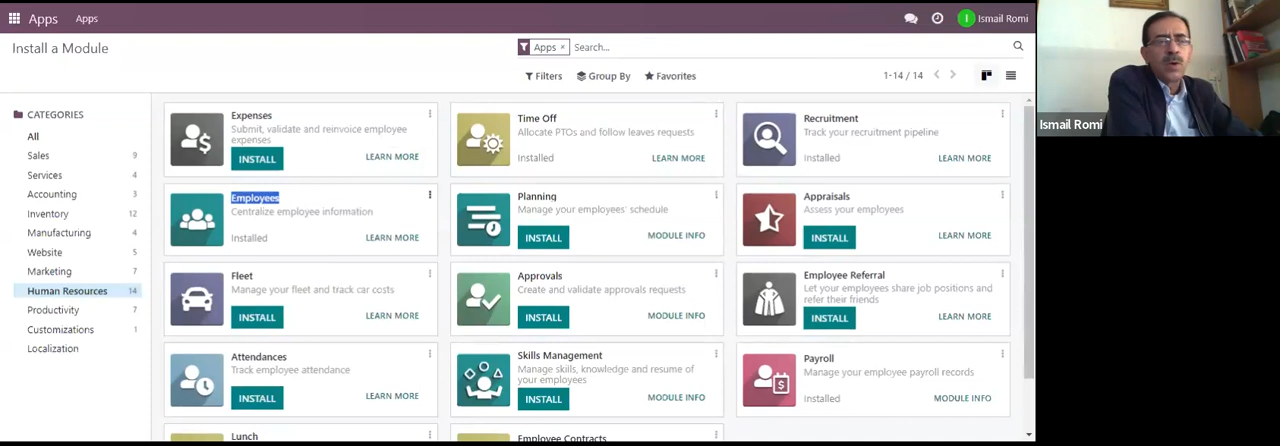 Apps Apps Ismail Romi
Install a Module
Apps × Search...
Filters Group By Favorites 1-14 / 14
CATEGORIES
All
Sales 9
Services 4
Accounting 3
Inventory 12
Manufacturing 4
Website 5
Marketing 7
Human Resources 14
Productivity 7
Customizations 1
Localization
Expenses
Submit, validate and reinvoice employee
expenses
INSTALL LEARN MORE
Time Off
Allocate PTOs and follow leaves requests
Installed LEARN MORE
Recruitment
Track your recruitment pipeline
Installed LEARN MORE
Employees
Centralize employee information
Installed LEARN MORE
Planning
Manage your employees' schedule
INSTALL MODULE INFO
Appraisals
Assess your employees
INSTALL LEARN MORE
Fleet
Manage your fleet and track car costs
INSTALL LEARN MORE
Approvals
Create and validate approvals requests
INSTALL MODULE INFO
Employee Referral
Let your employees share job positions and
refer their friends
INSTALL LEARN MORE
Attendances
Track employee attendance
INSTALL LEARN MORE
Skills Management
Manage skills, knowledge and resume of
your employees
INSTALL MODULE INFO
Payroll
Manage your employee payroll records
Installed MODULE INFO
Lunch
Employee Contracts
Ismail Romi